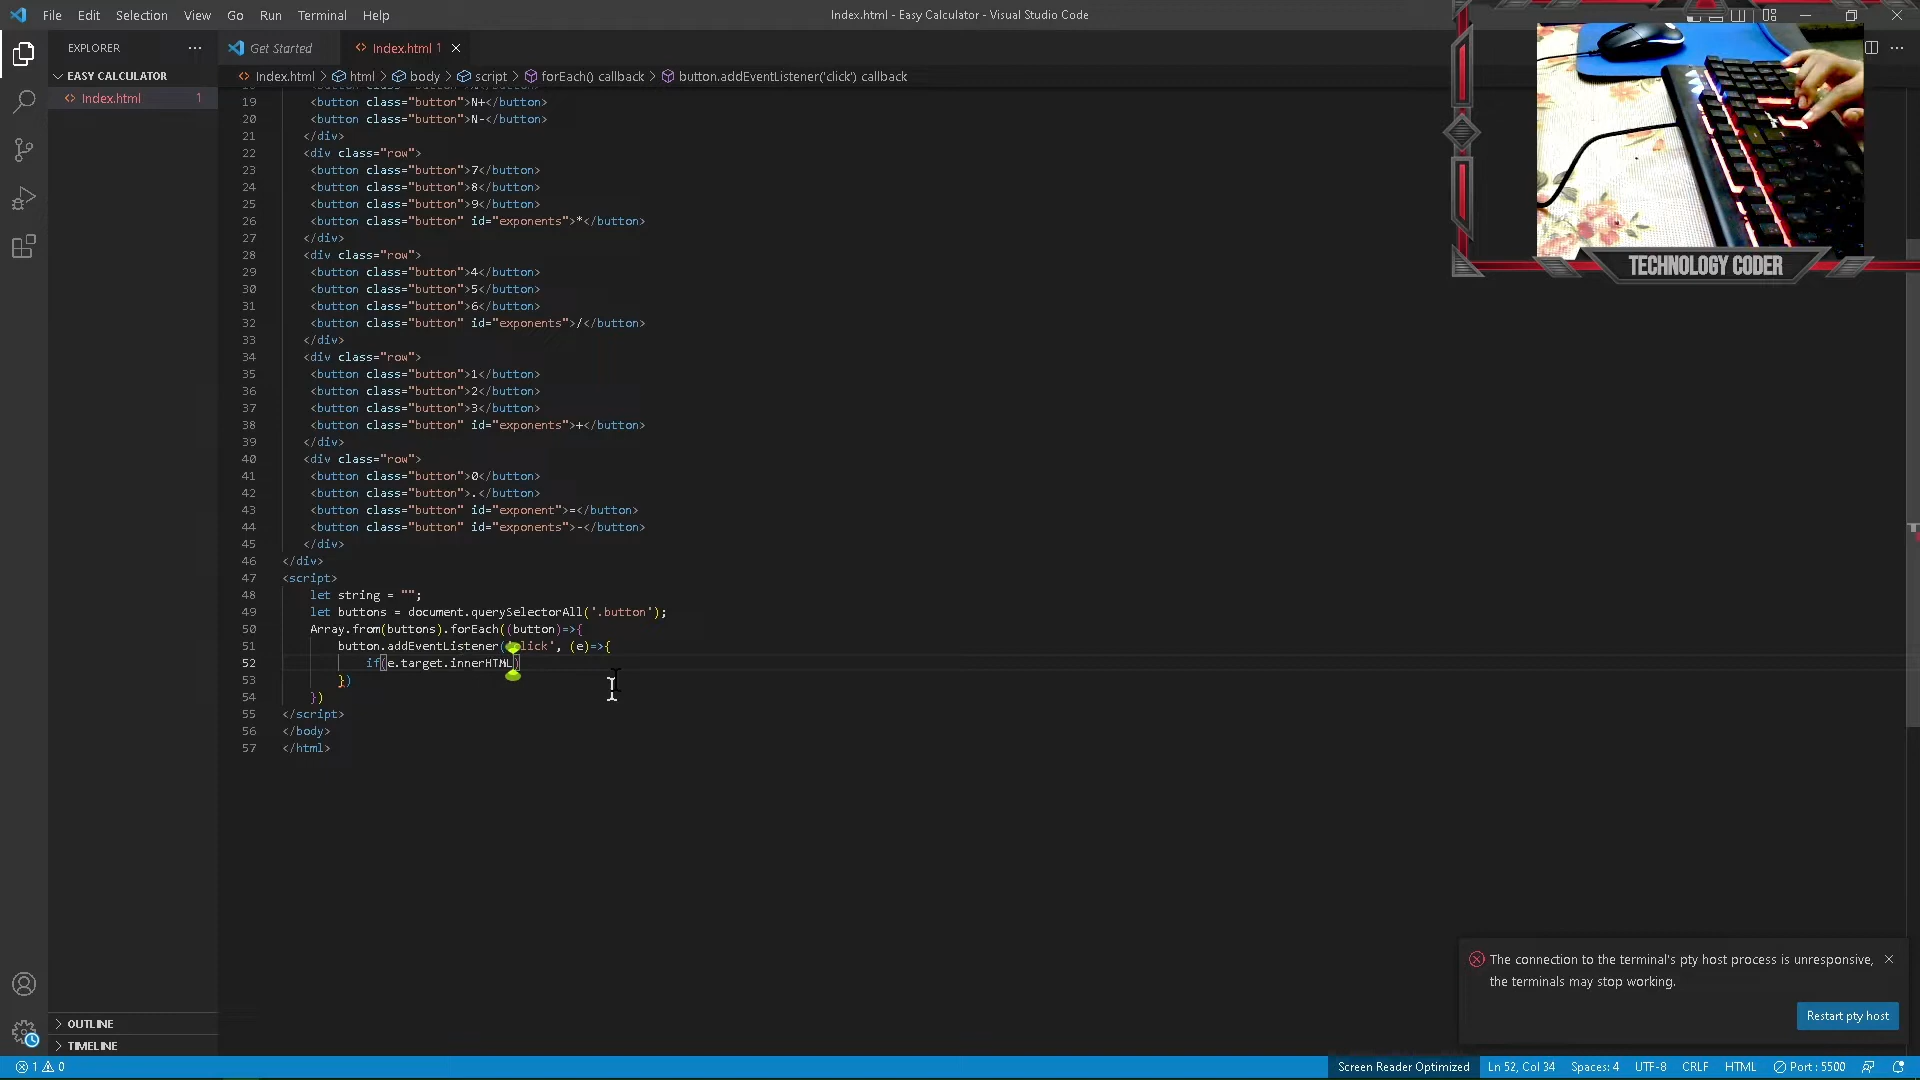 File Edit Selection View Go Run Terminal Help
Index.html - Easy Calculator - Visual Studio Code
EXPLORER
Get Started
Index.html 1
EASY CALCULATOR
Index.html 1
Index.html > html > body > script > forEach() callback > button.addEventListener('click') callback
19 <button class="button">N+</button>
20 <button class="button">N-</button>
21 </div>
22 <div class="row">
23 <button class="button">7</button>
24 <button class="button">8</button>
25 <button class="button">9</button>
26 <button class="button" id="exponents">*</button>
27 </div>
28 <div class="row">
29 <button class="button">4</button>
30 <button class="button">5</button>
31 <button class="button">6</button>
32 <button class="button" id="exponents">/</button>
33 </div>
34 <div class="row">
35 <button class="button">1</button>
36 <button class="button">2</button>
37 <button class="button">3</button>
38 <button class="button" id="exponents">+</button>
39 </div>
40 <div class="row">
41 <button class="button">0</button>
42 <button class="button">.</button>
43 <button class="button" id="exponent">=</button>
44 <button class="button" id="exponents">-</button>
45 </div>
46 </div>
47 <script>
48 let string = "";
49 let buttons = document.querySelectorAll('.button');
50 Array.from(buttons).forEach((button)=>{
51 button.addEventListener('click', (e)=>{
52 if(e.target.innerHTML)
53 })
54 })
55 </script>
56 </body>
57 </html>
TECHNOLOGY CODER
The connection to the terminal's pty host process is unresponsive,
the terminals may stop working.
Restart pty host
OUTLINE
TIMELINE
1 0
Screen Reader Optimized Ln 52, Col 34 Spaces: 4 UTF-8 CRLF HTML Port : 5500